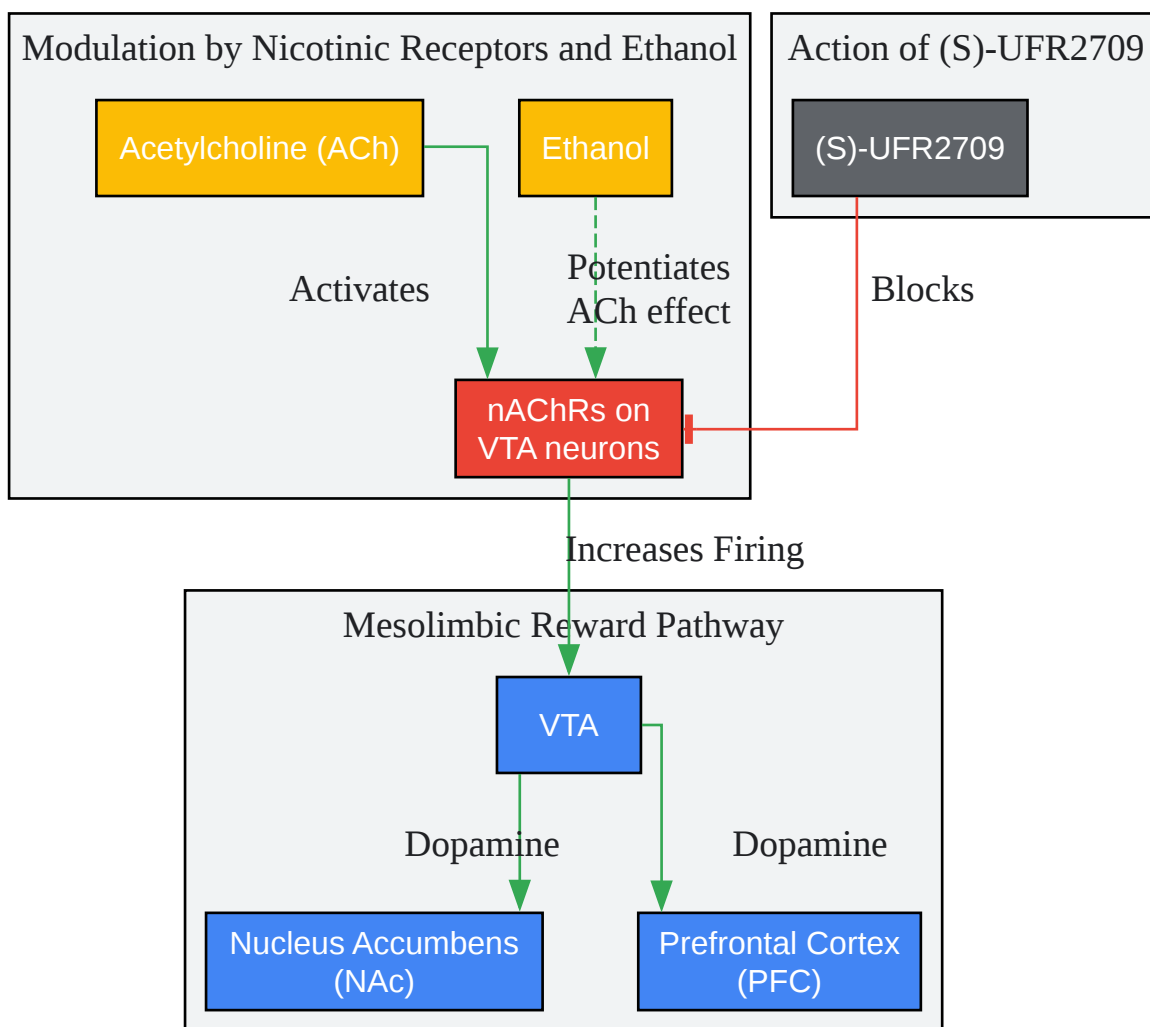 Modulation by Nicotinic Receptors and Ethanol
Action of (S)-UFR2709
Acetylcholine (ACh)
Ethanol
(S)-UFR2709
Activates
Potentiates
ACh effect
Blocks
nAChRs on
VTA neurons
Increases Firing
Mesolimbic Reward Pathway
VTA
Dopamine
Dopamine
Nucleus Accumbens
(NAc)
Prefrontal Cortex
(PFC)